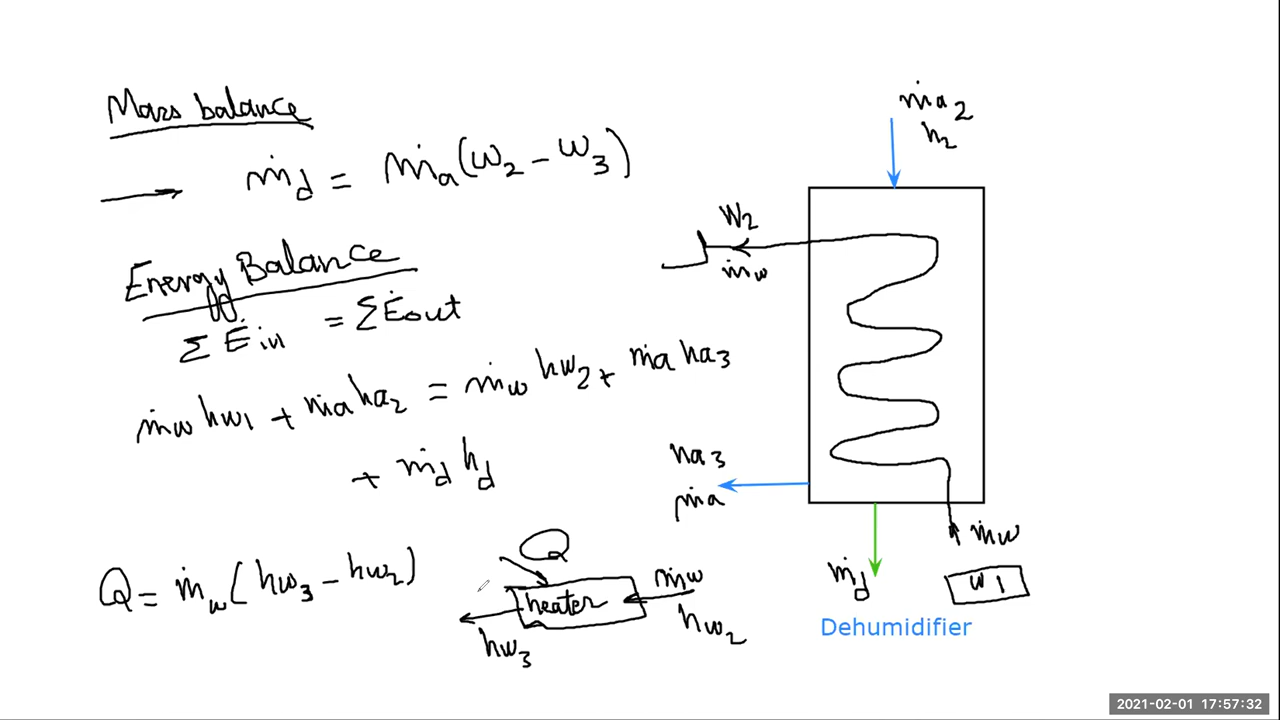 Mass balance
ṁd = ṁa(ω2 - ω3)
Energy Balance
Σ Ėin = Σ Ėout
ṁw hw1 + ṁa ha2 = ṁw hw2 + ṁa ha3
+ ṁd hd
Q = ṁw (hw3 - hw2)
Q
heater
ṁw
hw2
hw3
ṁa2
h2
W2
ṁw
ha3
ṁa
ṁd
ṁw
w1
Dehumidifier
2021-02-01 17:57:32